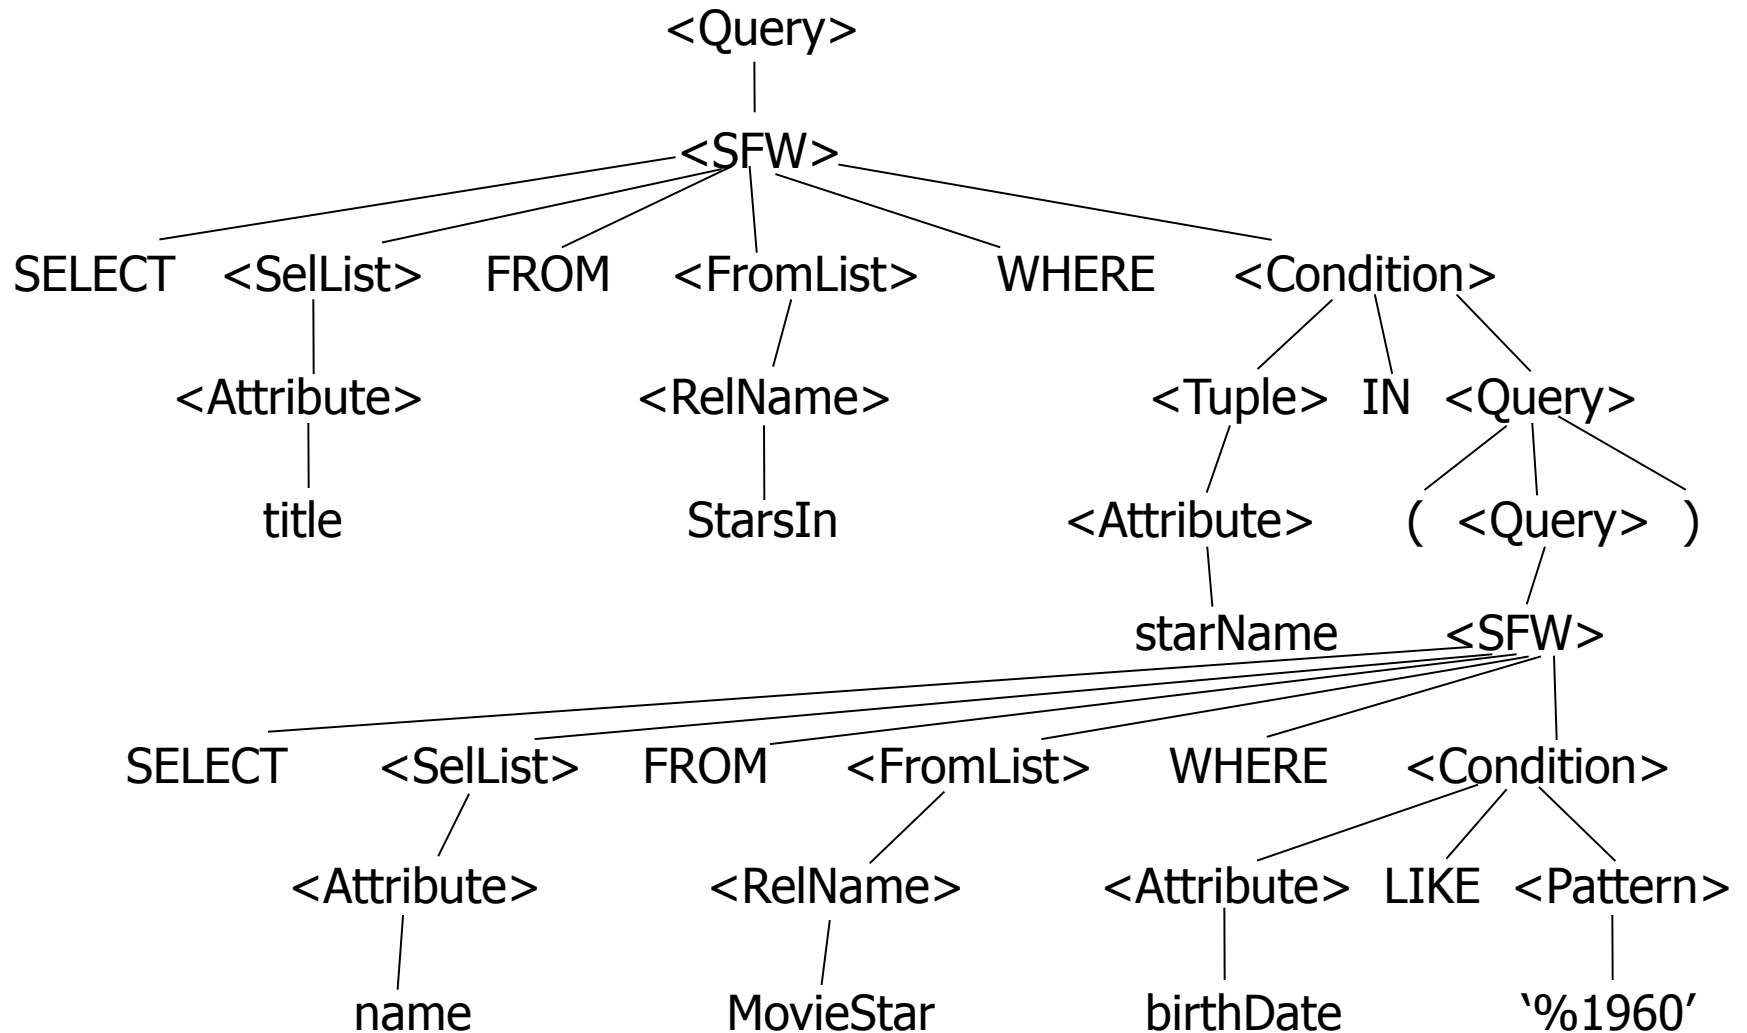 <Query>
<SFW>
SELECT <SelList> FROM <FromList> WHERE <Condition>
<Attribute> <RelName> <Tuple> IN <Query>
title StarsIn <Attribute> ( <Query> )
starName <SFW>
SELECT <SelList> FROM <FromList> WHERE <Condition>
<Attribute> <RelName> <Attribute> LIKE <Pattern>
name MovieStar birthDate ‘%1960’